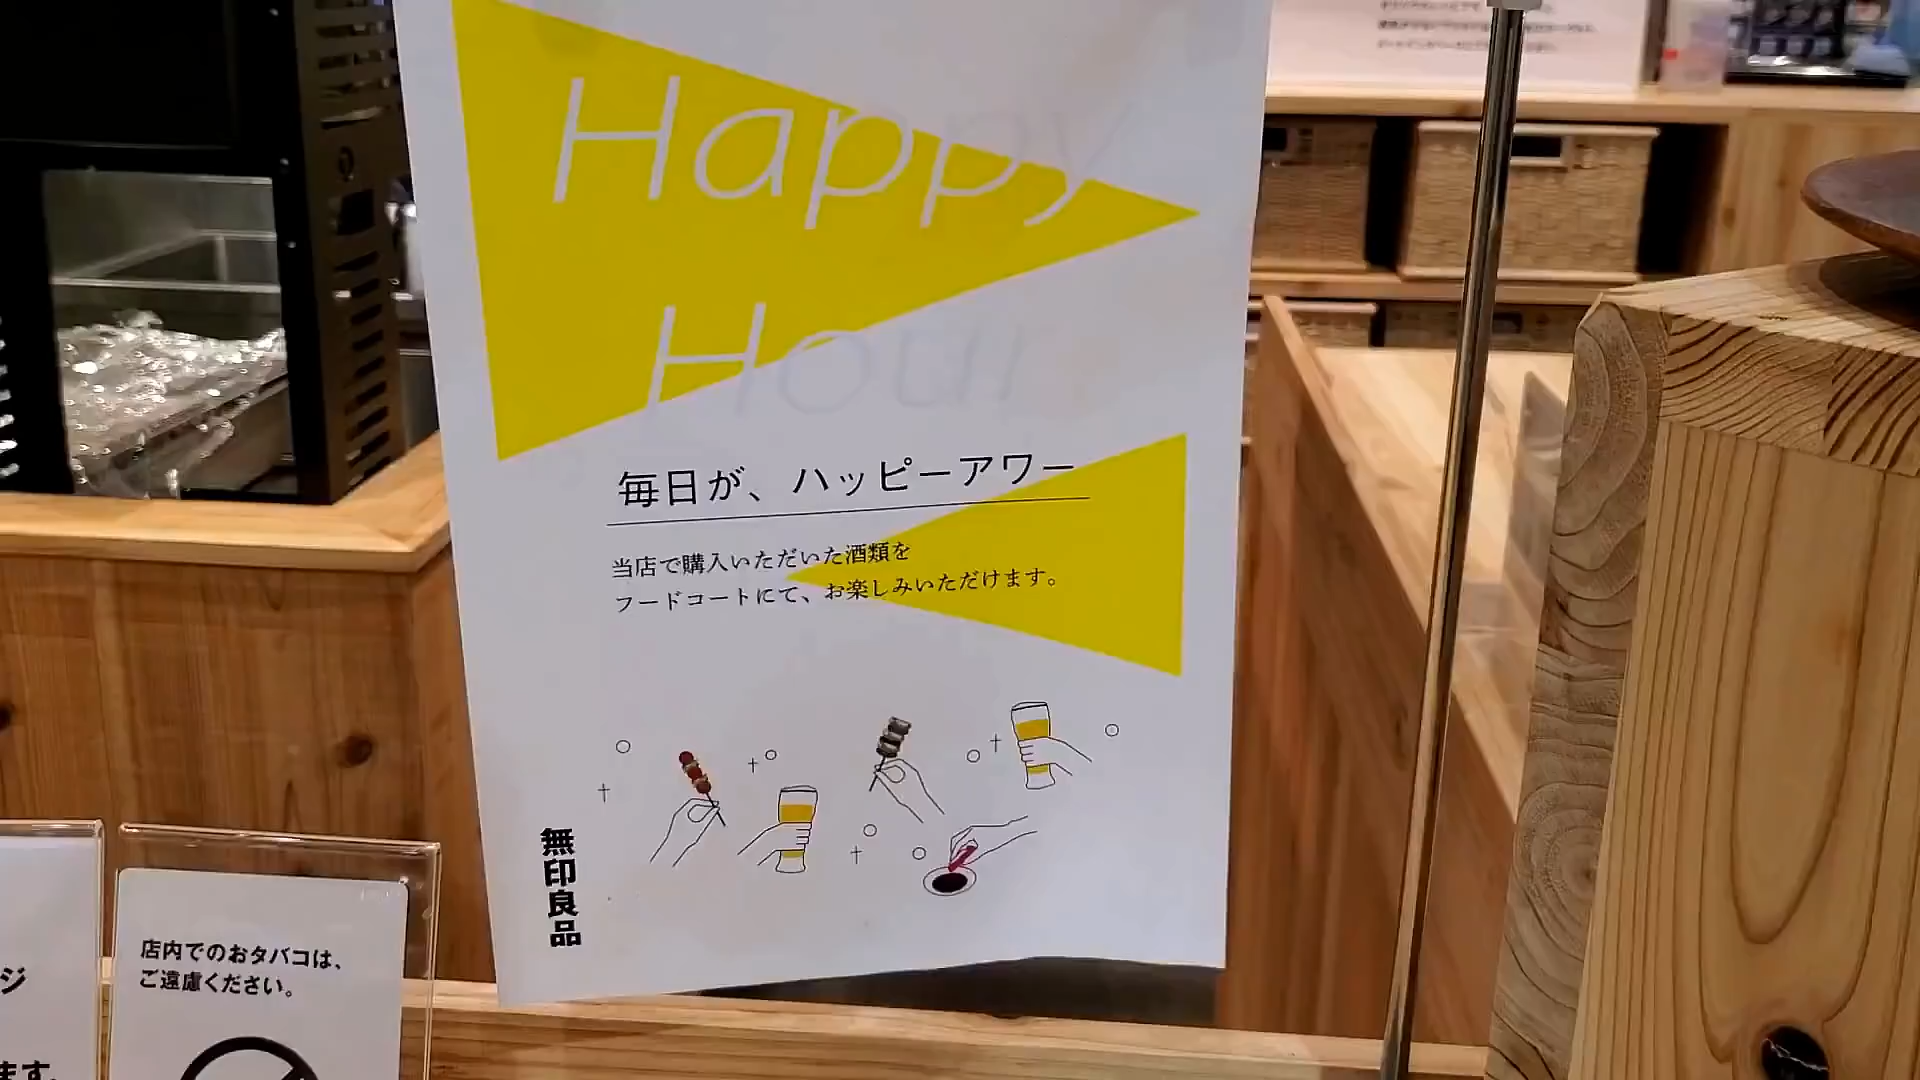 Happy
Hour
毎日が、ハッピーアワー
当店で購入いただいた酒類を
フードコートにて、お楽しみいただけます。
無印良品
店内でのおタバコは、
ご遠慮ください。
ジ
ます。